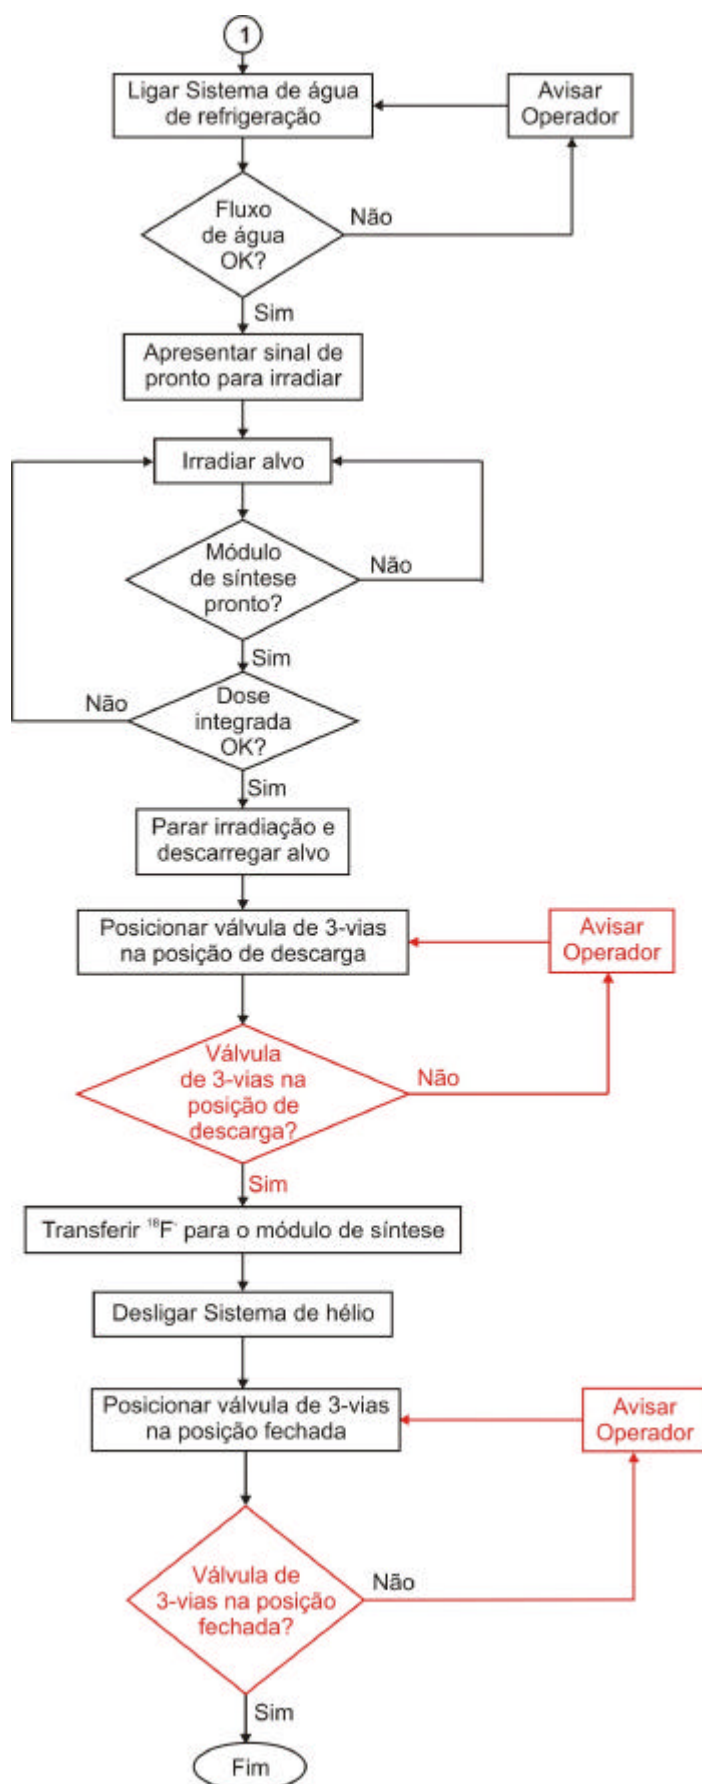 1
Ligar Sistema de água
de refrigeração
Avisar
Operador
Fluxo
de água
OK?
Não
Sim
Apresentar sinal de
pronto para irradiar
Irradiar alvo
Módulo
de síntese
pronto?
Não
Sim
Dose
integrada
OK?
Não
Sim
Parar irradiação e
descarregar alvo
Posicionar válvula de 3-vias
na posição de descarga
Avisar
Operador
Válvula
de 3-vias na
posição de
descarga?
Não
Sim
Transferir ¹⁸F⁻ para o módulo de síntese
Desligar Sistema de hélio
Posicionar válvula de 3-vias
na posição fechada
Avisar
Operador
Válvula de
3-vias na posição
fechada?
Não
Sim
Fim